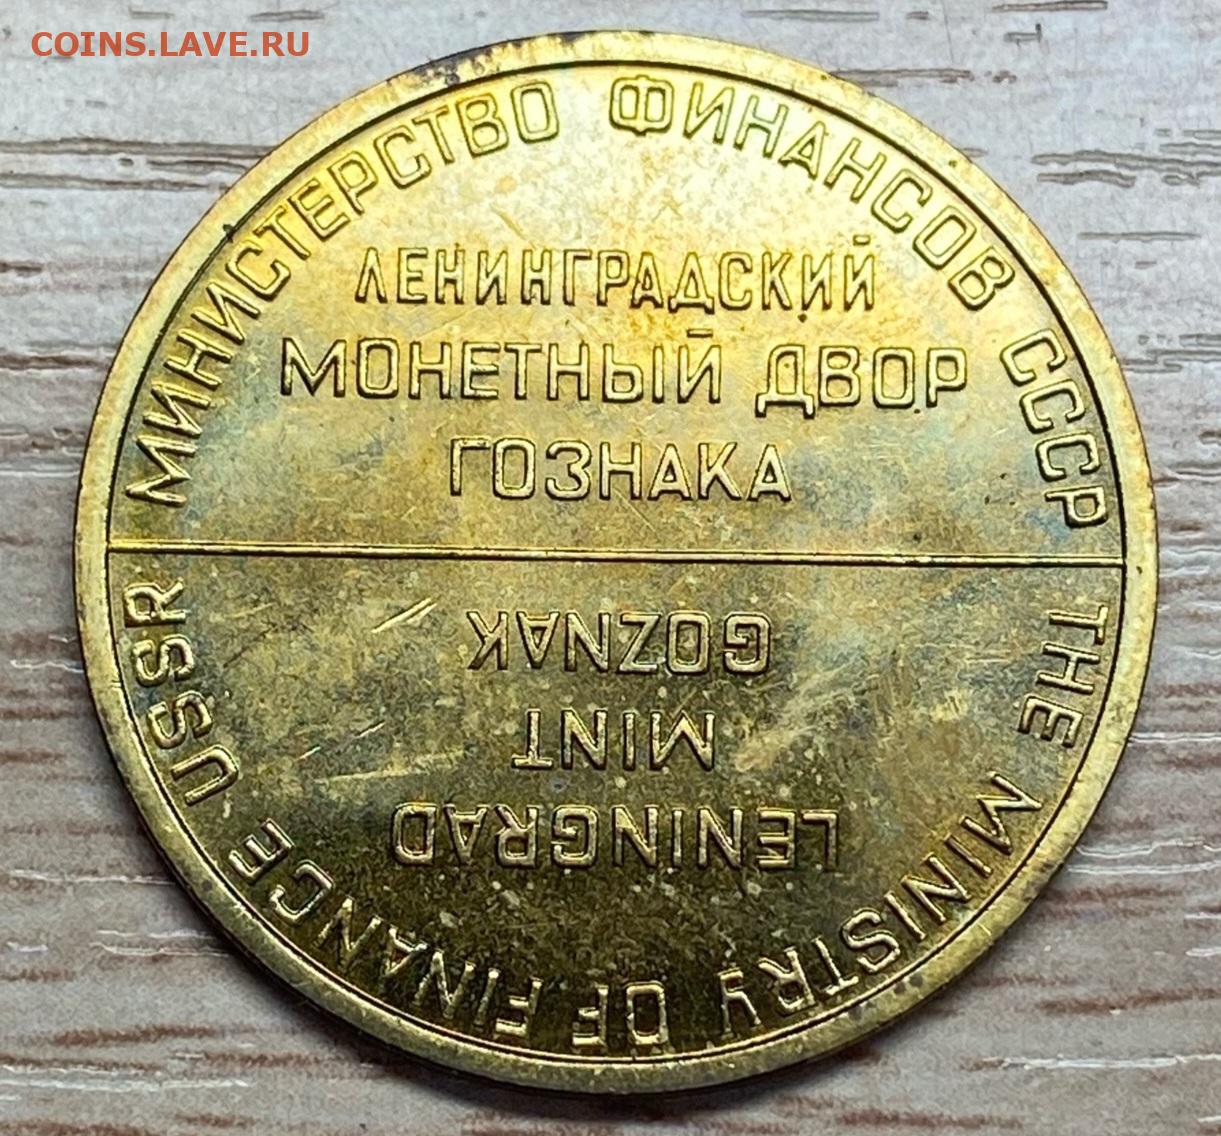 COINS.LAVE.RU
МИНИСТЕРСТВО ФИНАНСОВ СССР
ЛЕНИНГРАДСКИЙ
МОНЕТНЫЙ ДВОР
ГОЗНАКА
THE MINISTRY OF FINANCE USSR
LENINGRAD
MINT
GOZNAK